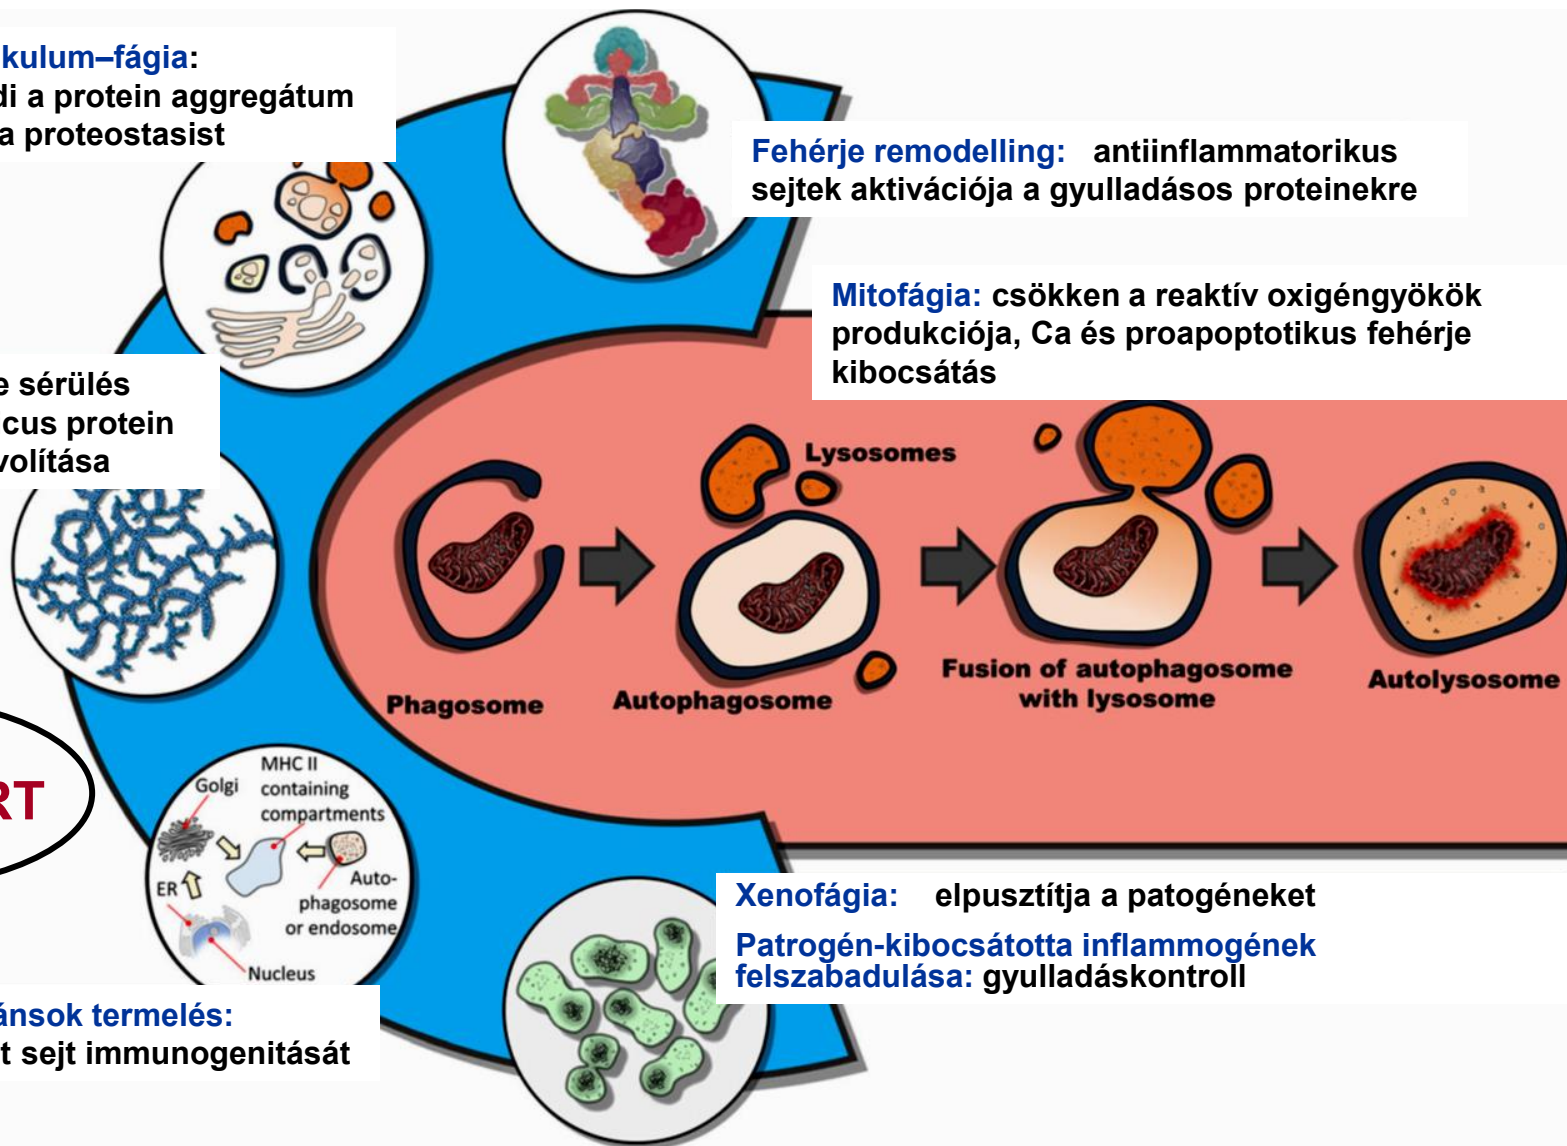 kulum–fágia:
di a protein aggregátum
a proteostasist
Fehérje remodelling: antiinflammatorikus
sejtek aktivációja a gyulladásos proteinekre
Mitofágia: csökken a reaktív oxigéngyökök
produkciója, Ca és proapoptotikus fehérje
kibocsátás
e sérülés
cus protein
volítása
Lysosomes
Phagosome
Autophagosome
Fusion of autophagosome
with lysosome
Autolysosome
RT
MHC II
containing
compartments
Golgi
ER
Auto-
phagosome
or endosome
Nucleus
ánsok termelés:
t sejt immunogenitását
Xenofágia: elpusztítja a patogéneket
Patrogén-kibocsátotta inflammogének
felszabadulása: gyulladáskontroll